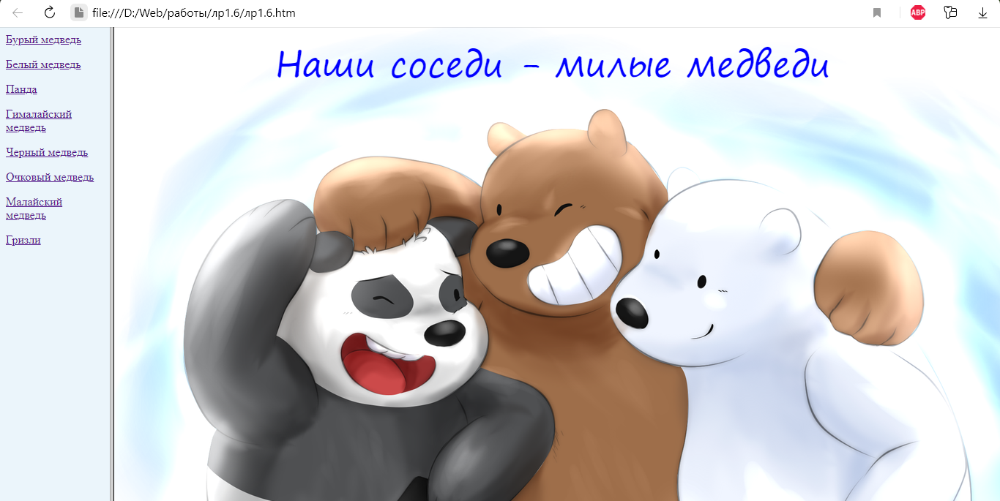 file:///D:/Web/работы/лр1.6/лр1.6.htm
ABP
Бурый медведь
Белый медведь
Панда
Гималайский
медведь
Черный медведь
Очковый медведь
Малайский
медведь
Гризли
Наши соседи - милые медведи